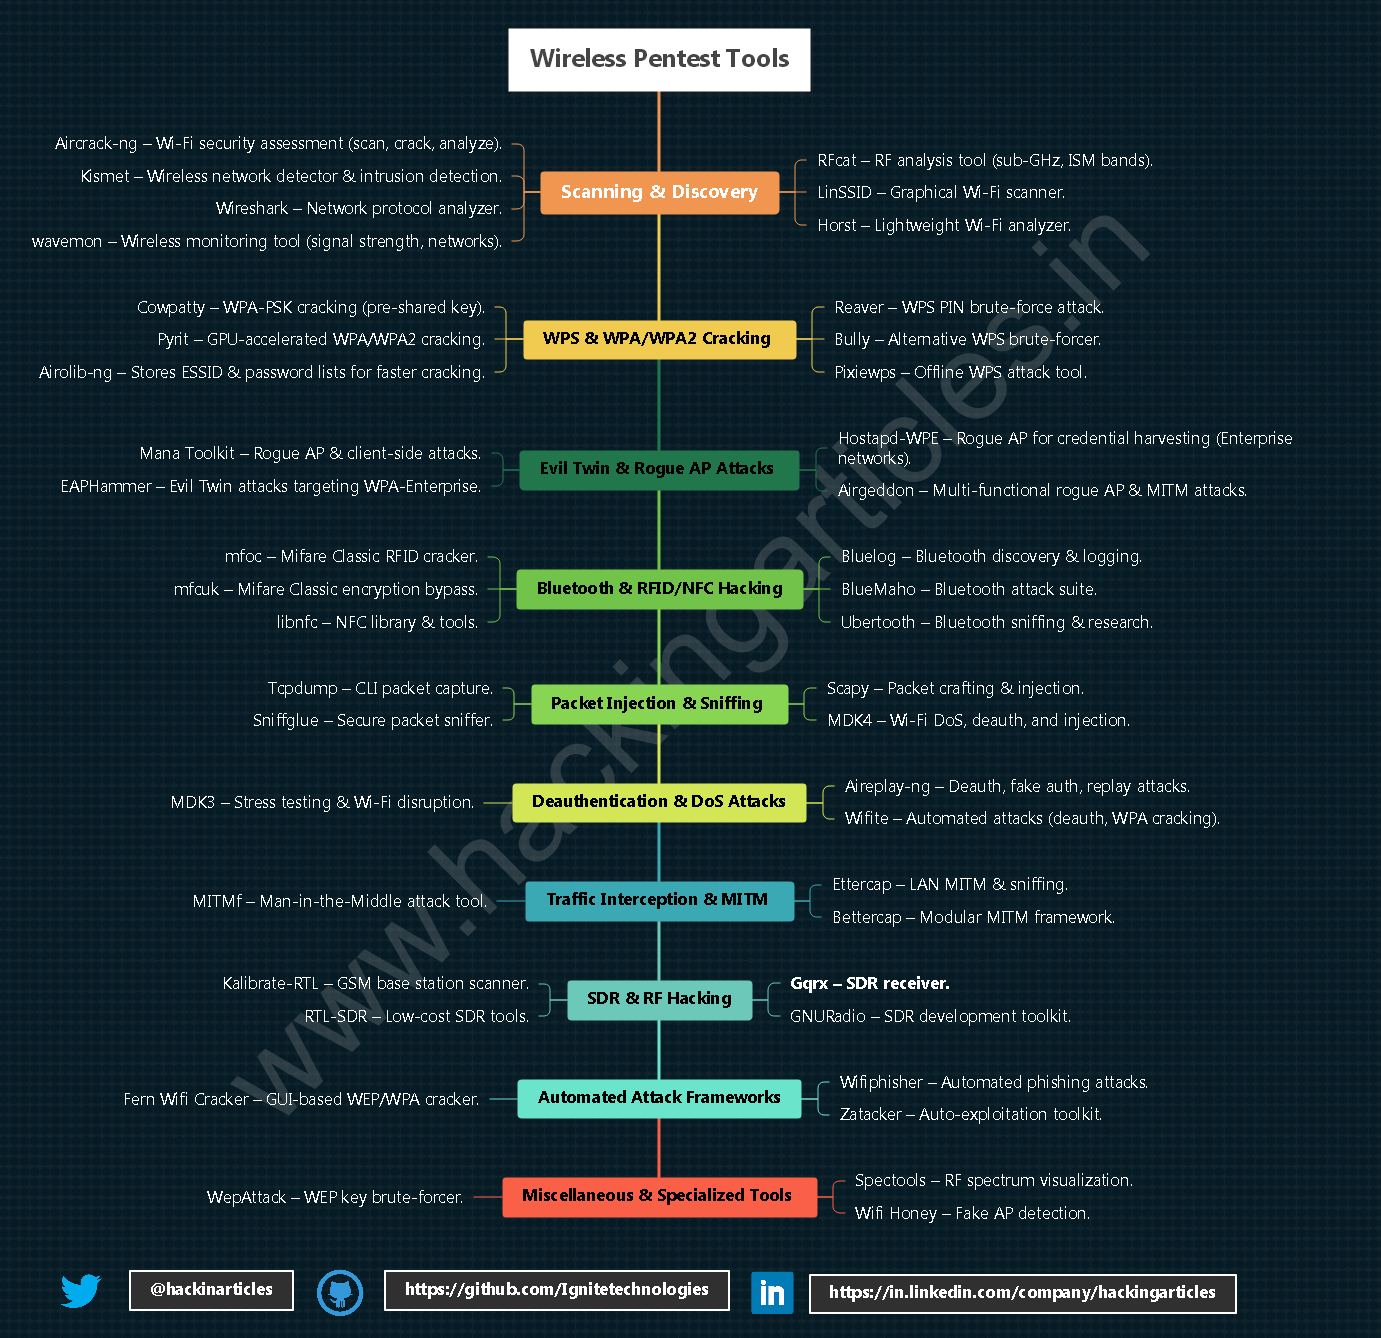 Wireless Pentest Tools
Aircrack-ng – Wi-Fi security assessment (scan, crack, analyze).
Kismet – Wireless network detector & intrusion detection.
Wireshark – Network protocol analyzer.
wavemon – Wireless monitoring tool (signal strength, networks).
Scanning & Discovery
RFcat – RF analysis tool (sub-GHz, ISM bands).
LinSSID – Graphical Wi-Fi scanner.
Horst – Lightweight Wi-Fi analyzer.
Cowpatty – WPA-PSK cracking (pre-shared key).
Pyrit – GPU-accelerated WPA/WPA2 cracking.
Airolib-ng – Stores ESSID & password lists for faster cracking.
WPS & WPA/WPA2 Cracking
Reaver – WPS PIN brute-force attack.
Bully – Alternative WPS brute-forcer.
Pixiewps – Offline WPS attack tool.
Mana Toolkit – Rogue AP & client-side attacks.
EAPHammer – Evil Twin attacks targeting WPA-Enterprise.
Evil Twin & Rogue AP Attacks
Hostapd-WPE – Rogue AP for credential harvesting (Enterprise
networks).
Airgeddon – Multi-functional rogue AP & MITM attacks.
mfoc – Mifare Classic RFID cracker.
mfcuk – Mifare Classic encryption bypass.
libnfc – NFC library & tools.
Bluetooth & RFID/NFC Hacking
Bluelog – Bluetooth discovery & logging.
BlueMaho – Bluetooth attack suite.
Ubertooth – Bluetooth sniffing & research.
Tcpdump – CLI packet capture.
Sniffglue – Secure packet sniffer.
Packet Injection & Sniffing
Scapy – Packet crafting & injection.
MDK4 – Wi-Fi DoS, deauth, and injection.
MDK3 – Stress testing & Wi-Fi disruption.
Deauthentication & DoS Attacks
Aireplay-ng – Deauth, fake auth, replay attacks.
Wifite – Automated attacks (deauth, WPA cracking).
MITMf – Man-in-the-Middle attack tool.
Traffic Interception & MITM
Ettercap – LAN MITM & sniffing.
Bettercap – Modular MITM framework.
Kalibrate-RTL – GSM base station scanner.
RTL-SDR – Low-cost SDR tools.
SDR & RF Hacking
Gqrx – SDR receiver.
GNURadio – SDR development toolkit.
Fern Wifi Cracker – GUI-based WEP/WPA cracker.
Automated Attack Frameworks
Wifiphisher – Automated phishing attacks.
Zatacker – Auto-exploitation toolkit.
WepAttack – WEP key brute-forcer.
Miscellaneous & Specialized Tools
Spectools – RF spectrum visualization.
Wifi Honey – Fake AP detection.
www.hackingarticles.in
@hackinarticles
https://github.com/Ignitetechnologies
in
https://in.linkedin.com/company/hackingarticles